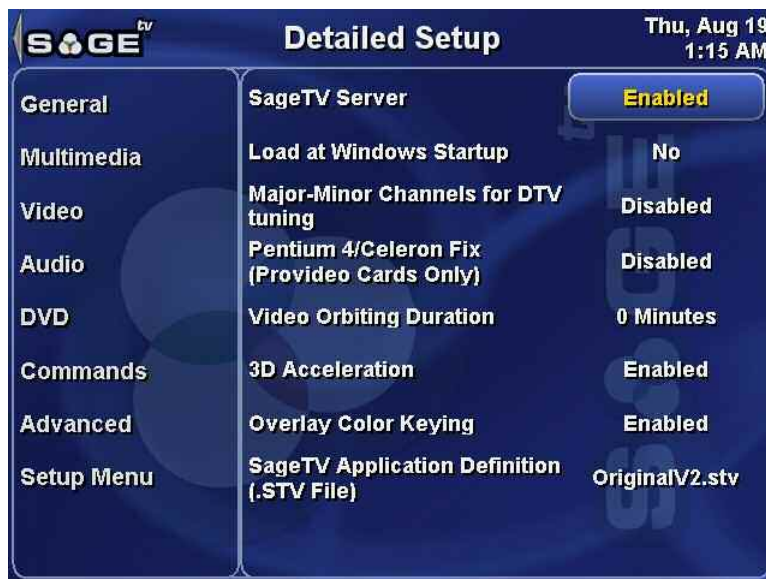 SAGE tv
Detailed Setup
Thu, Aug 19
1:15 AM
General
Multimedia
Video
Audio
DVD
Commands
Advanced
Setup Menu
SageTV Server
Enabled
Load at Windows Startup
No
Major-Minor Channels for DTV
tuning
Disabled
Pentium 4/Celeron Fix
(Provideo Cards Only)
Disabled
Video Orbiting Duration
0 Minutes
3D Acceleration
Enabled
Overlay Color Keying
Enabled
SageTV Application Definition
(.STV File)
OriginalV2.stv
SAGE tv